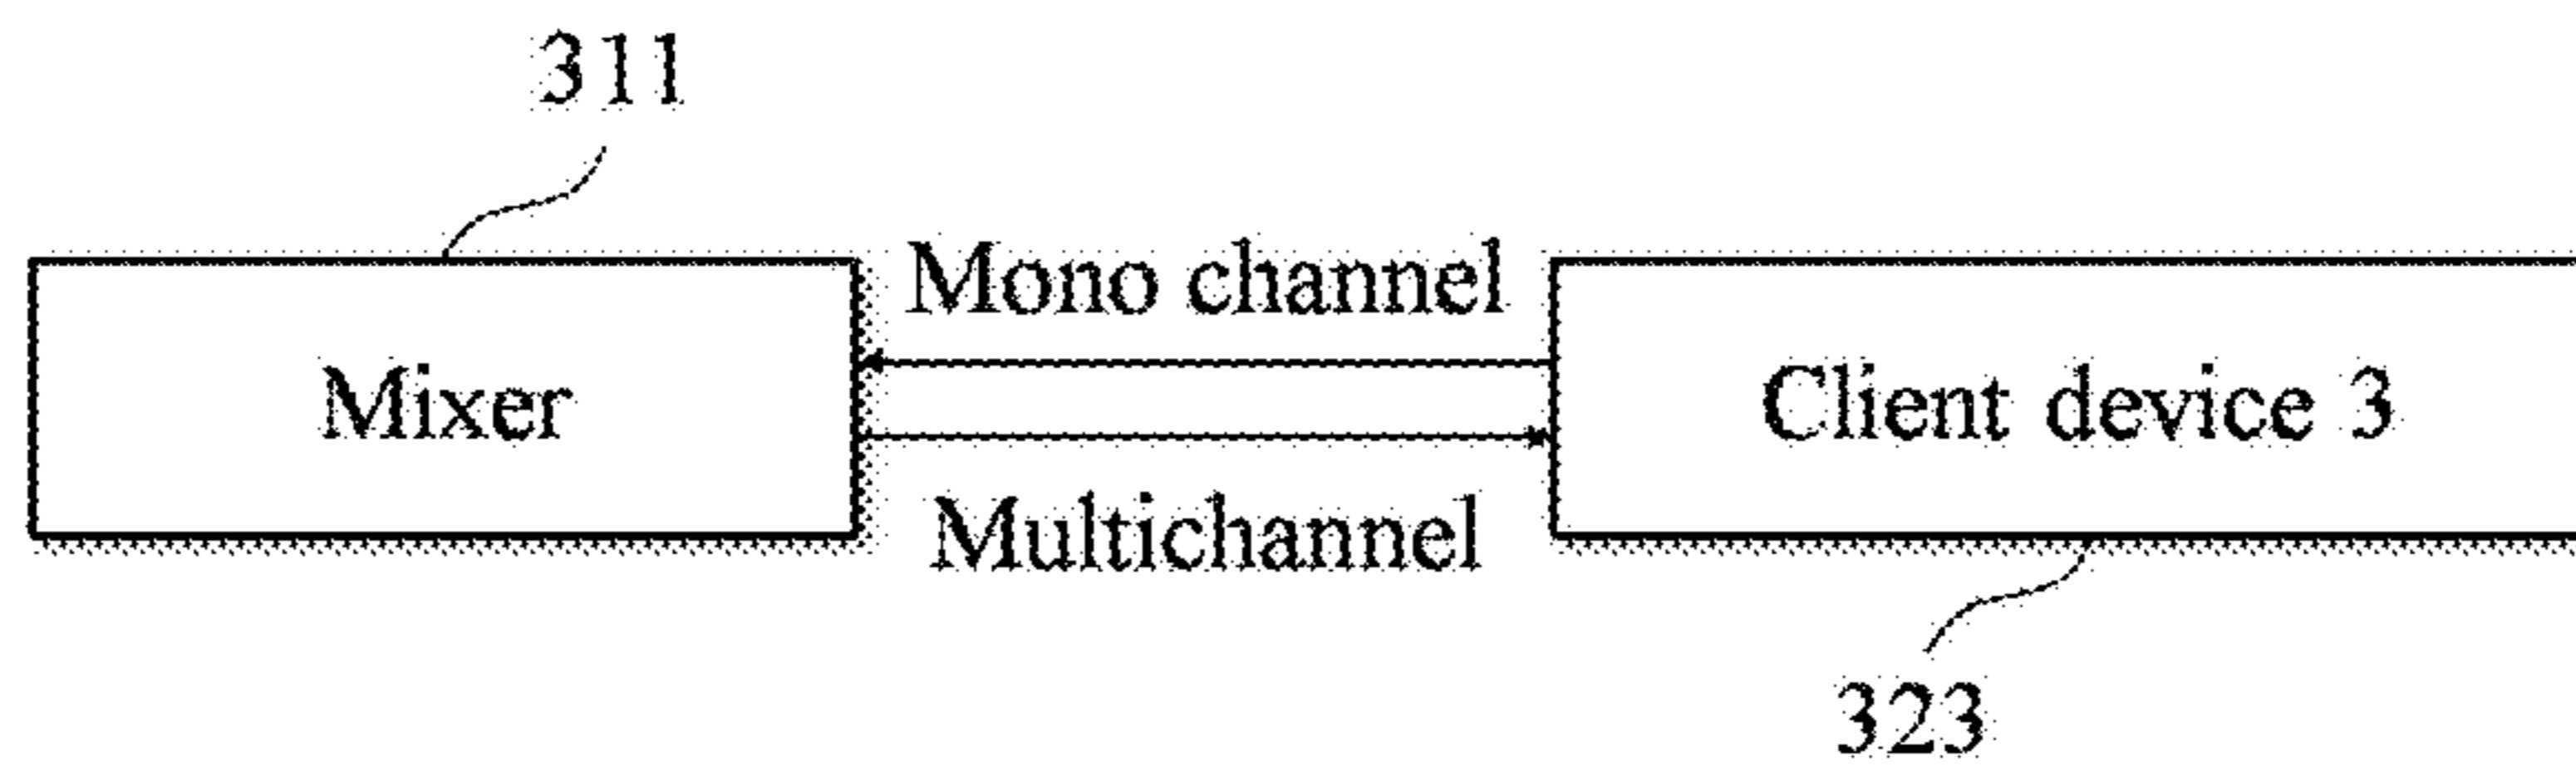 311
Mono channel
Mixer
Client device 3
Multichannel
323